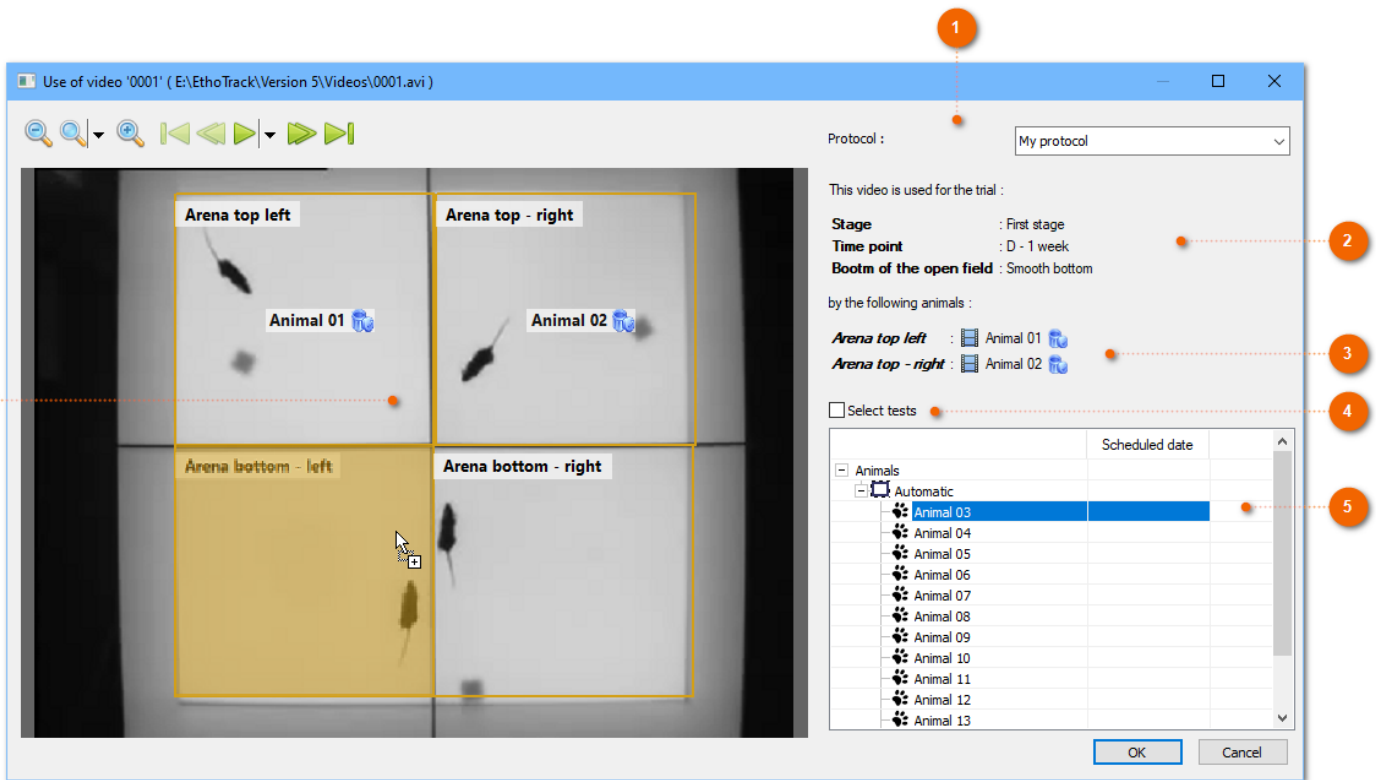 1
Use of video '0001' ( E:\EthoTrack\Version 5\Videos\0001.avi )
Protocol :
My protocol
This video is used for the trial :
Stage : First stage
Time point : D - 1 week
Bootm of the open field : Smooth bottom
2
by the following animals :
Arena top left : Animal 01
Arena top - right : Animal 02
3
Select tests
4
Scheduled date
Animals
Automatic
Animal 03
5
Animal 04
Animal 05
Animal 06
Animal 07
Animal 08
Animal 09
Animal 10
Animal 11
Animal 12
Animal 13
OK
Cancel
Arena top left
Arena top - right
Animal 01
Animal 02
Arena bottom - left
Arena bottom - right